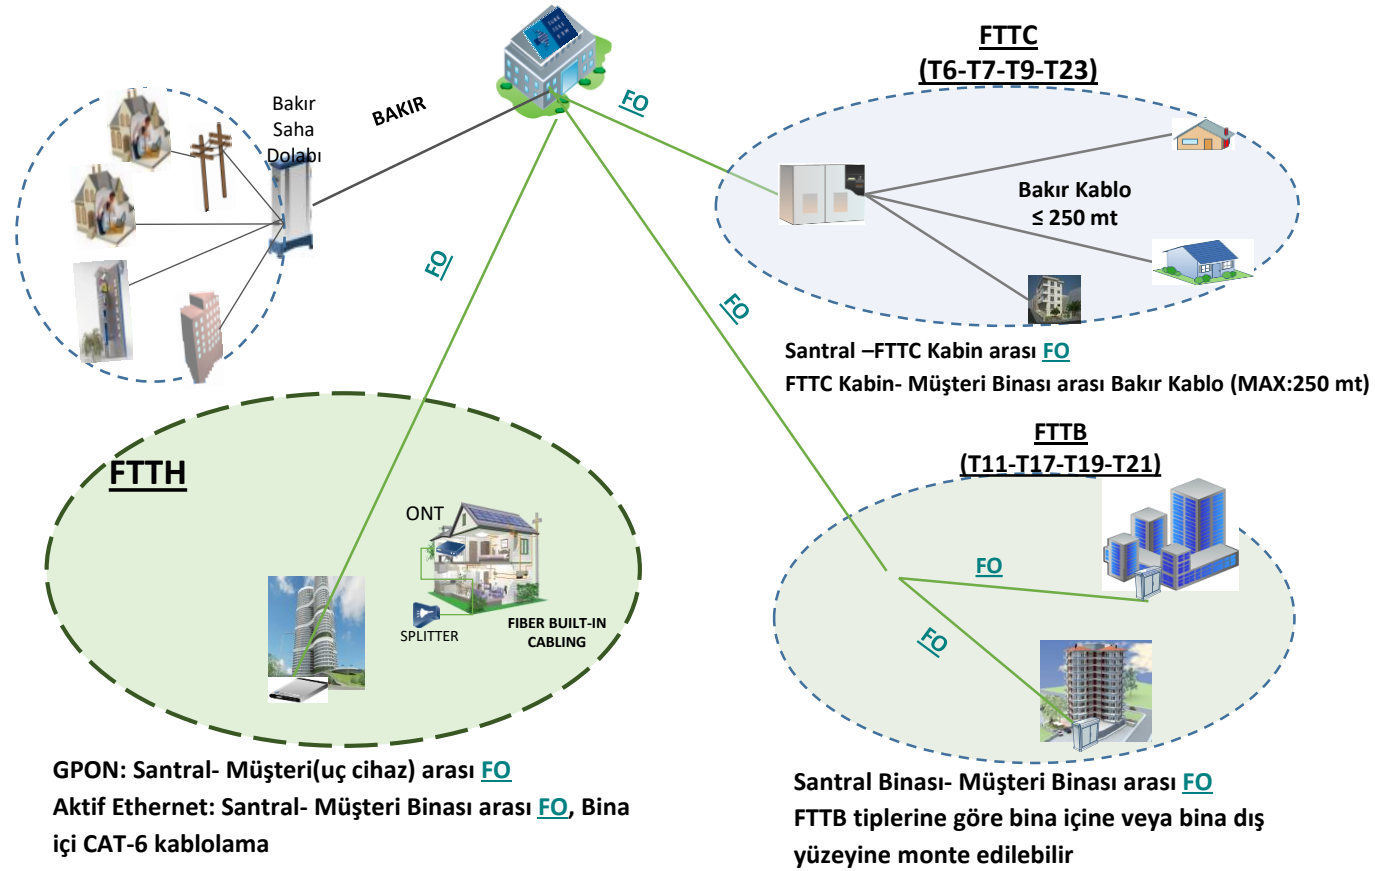 FTTC
(T6-T7-T9-T23)
Bakır
Saha
Dolabı
BAKIR
FO
Bakır Kablo
≤ 250 mt
FO
FO
Santral –FTTC Kabin arası FO
FTTC Kabin- Müşteri Binası arası Bakır Kablo (MAX:250 mt)
FTTH
ONT
SPLITTER
FIBER BUILT-IN
CABLING
FTTB
(T11-T17-T19-T21)
FO
FO
GPON: Santral- Müşteri(uç cihaz) arası FO
Aktif Ethernet: Santral- Müşteri Binası arası FO, Bina
içi CAT-6 kablolama
Santral Binası- Müşteri Binası arası FO
FTTB tiplerine göre bina içine veya bina dış
yüzeyine monte edilebilir